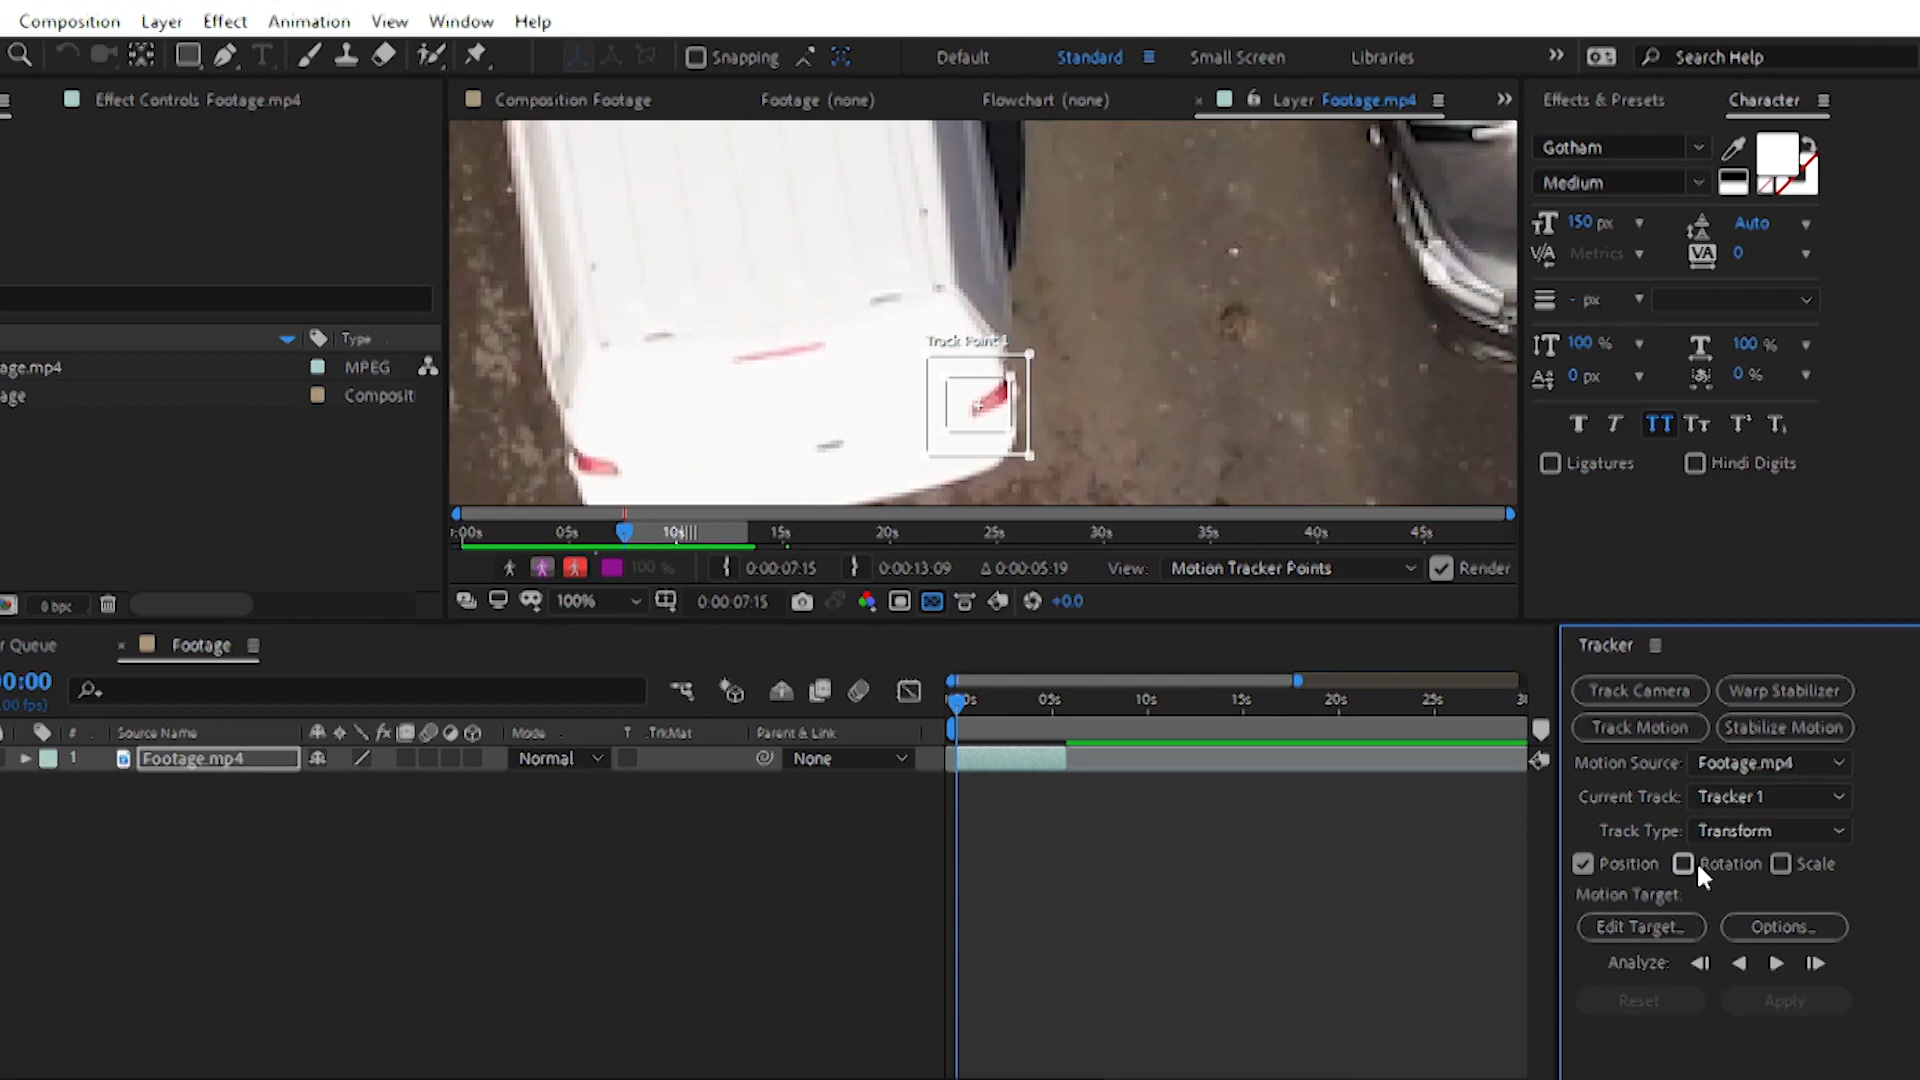 Composition Layer Effect Animation View Window Help
Snapping Default Standard Small Screen Libraries Search Help
Effect Controls Footage.mp4 Composition Footage Footage (none) Flowchart (none) × Layer Footage.mp4 Effects & Presets Character
Gotham
Medium
150 px Auto
Metrics 0
- px
100 % 100 %
0 px 0 %
Ligatures Hindi Digits
Type
age.mp4 MPEG
age Composit
Track Point 1
:00s 05s 10s 15s 20s 25s 30s 35s 40s 45s
100 % 0:00:07:15 0:00:13:09 Δ 0:00:05:19 View: Motion Tracker Points Render
8 bpc 100% 0:00:07:15 +0.0
r Queue × Footage
0:00
.00 fps)
05s 10s 15s 20s 25s
# Source Name Mode T .TrkMat Parent & Link
1 Footage.mp4 Normal None
Tracker
Track Camera Warp Stabilizer
Track Motion Stabilize Motion
Motion Source: Footage.mp4
Current Track: Tracker 1
Track Type: Transform
Position Rotation Scale
Motion Target:
Edit Target... Options...
Analyze:
Reset Apply